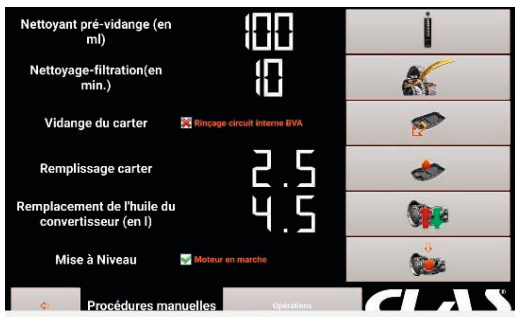 Nettoyant pré-vidange (en
ml)
100
Nettoyage-filtration(en
min.)
10
Vidange du carter
Rinçage circuit interne BVA
Remplissage carter
2.5
Remplacement de l'huile du
convertisseur (en l)
4.5
Mise à Niveau
Moteur en marche
Procédures manuelles
Opérations
CLAS